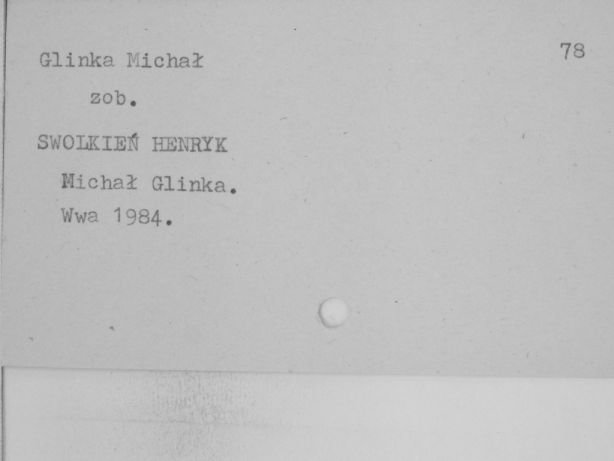 Glinka Michał 78
zob.
SWOLKIEŃ HENRYK
Michał Glinka.
Wwa 1984.